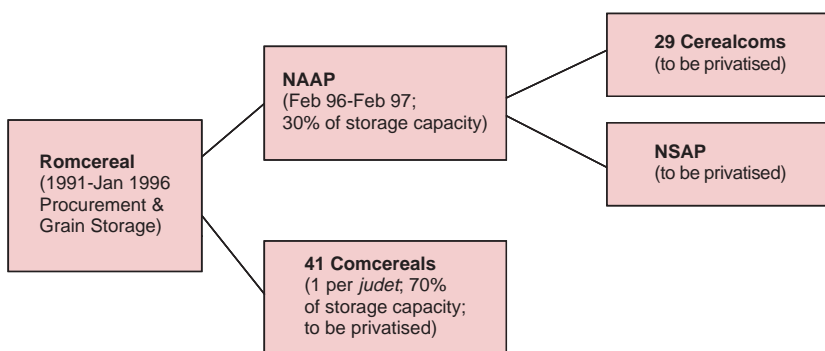 Romcereal
(1991-Jan 1996
Procurement &
Grain Storage)
NAAP
(Feb 96-Feb 97;
30% of storage capacity)
41 Comcereals
(1 per judet; 70%
of storage capacity;
to be privatised)
29 Cerealcoms
(to be privatised)
NSAP
(to be privatised)